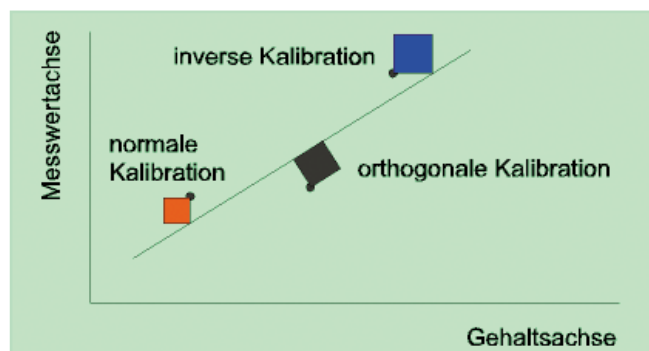 Messwertachse
inverse Kalibration
normale
Kalibration
orthogonale Kalibration
Gehaltsachse